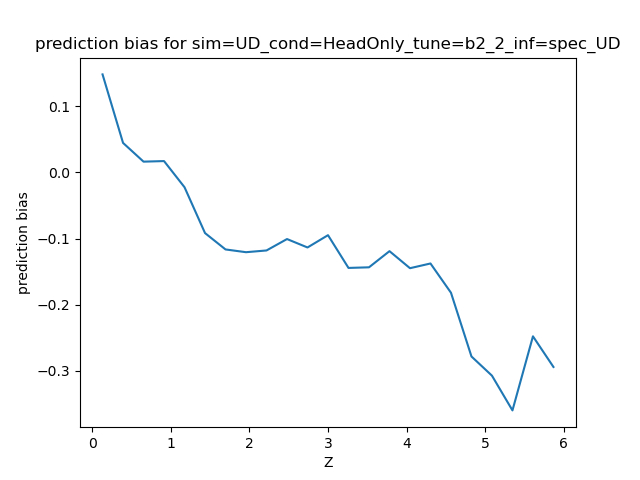 prediction bias for sim=UD_cond=HeadOnly_tune=b2_2_inf=spec_UD
prediction bias
0.1
0.0
−0.1
−0.2
−0.3
0 1 2 3 4 5 6
Z